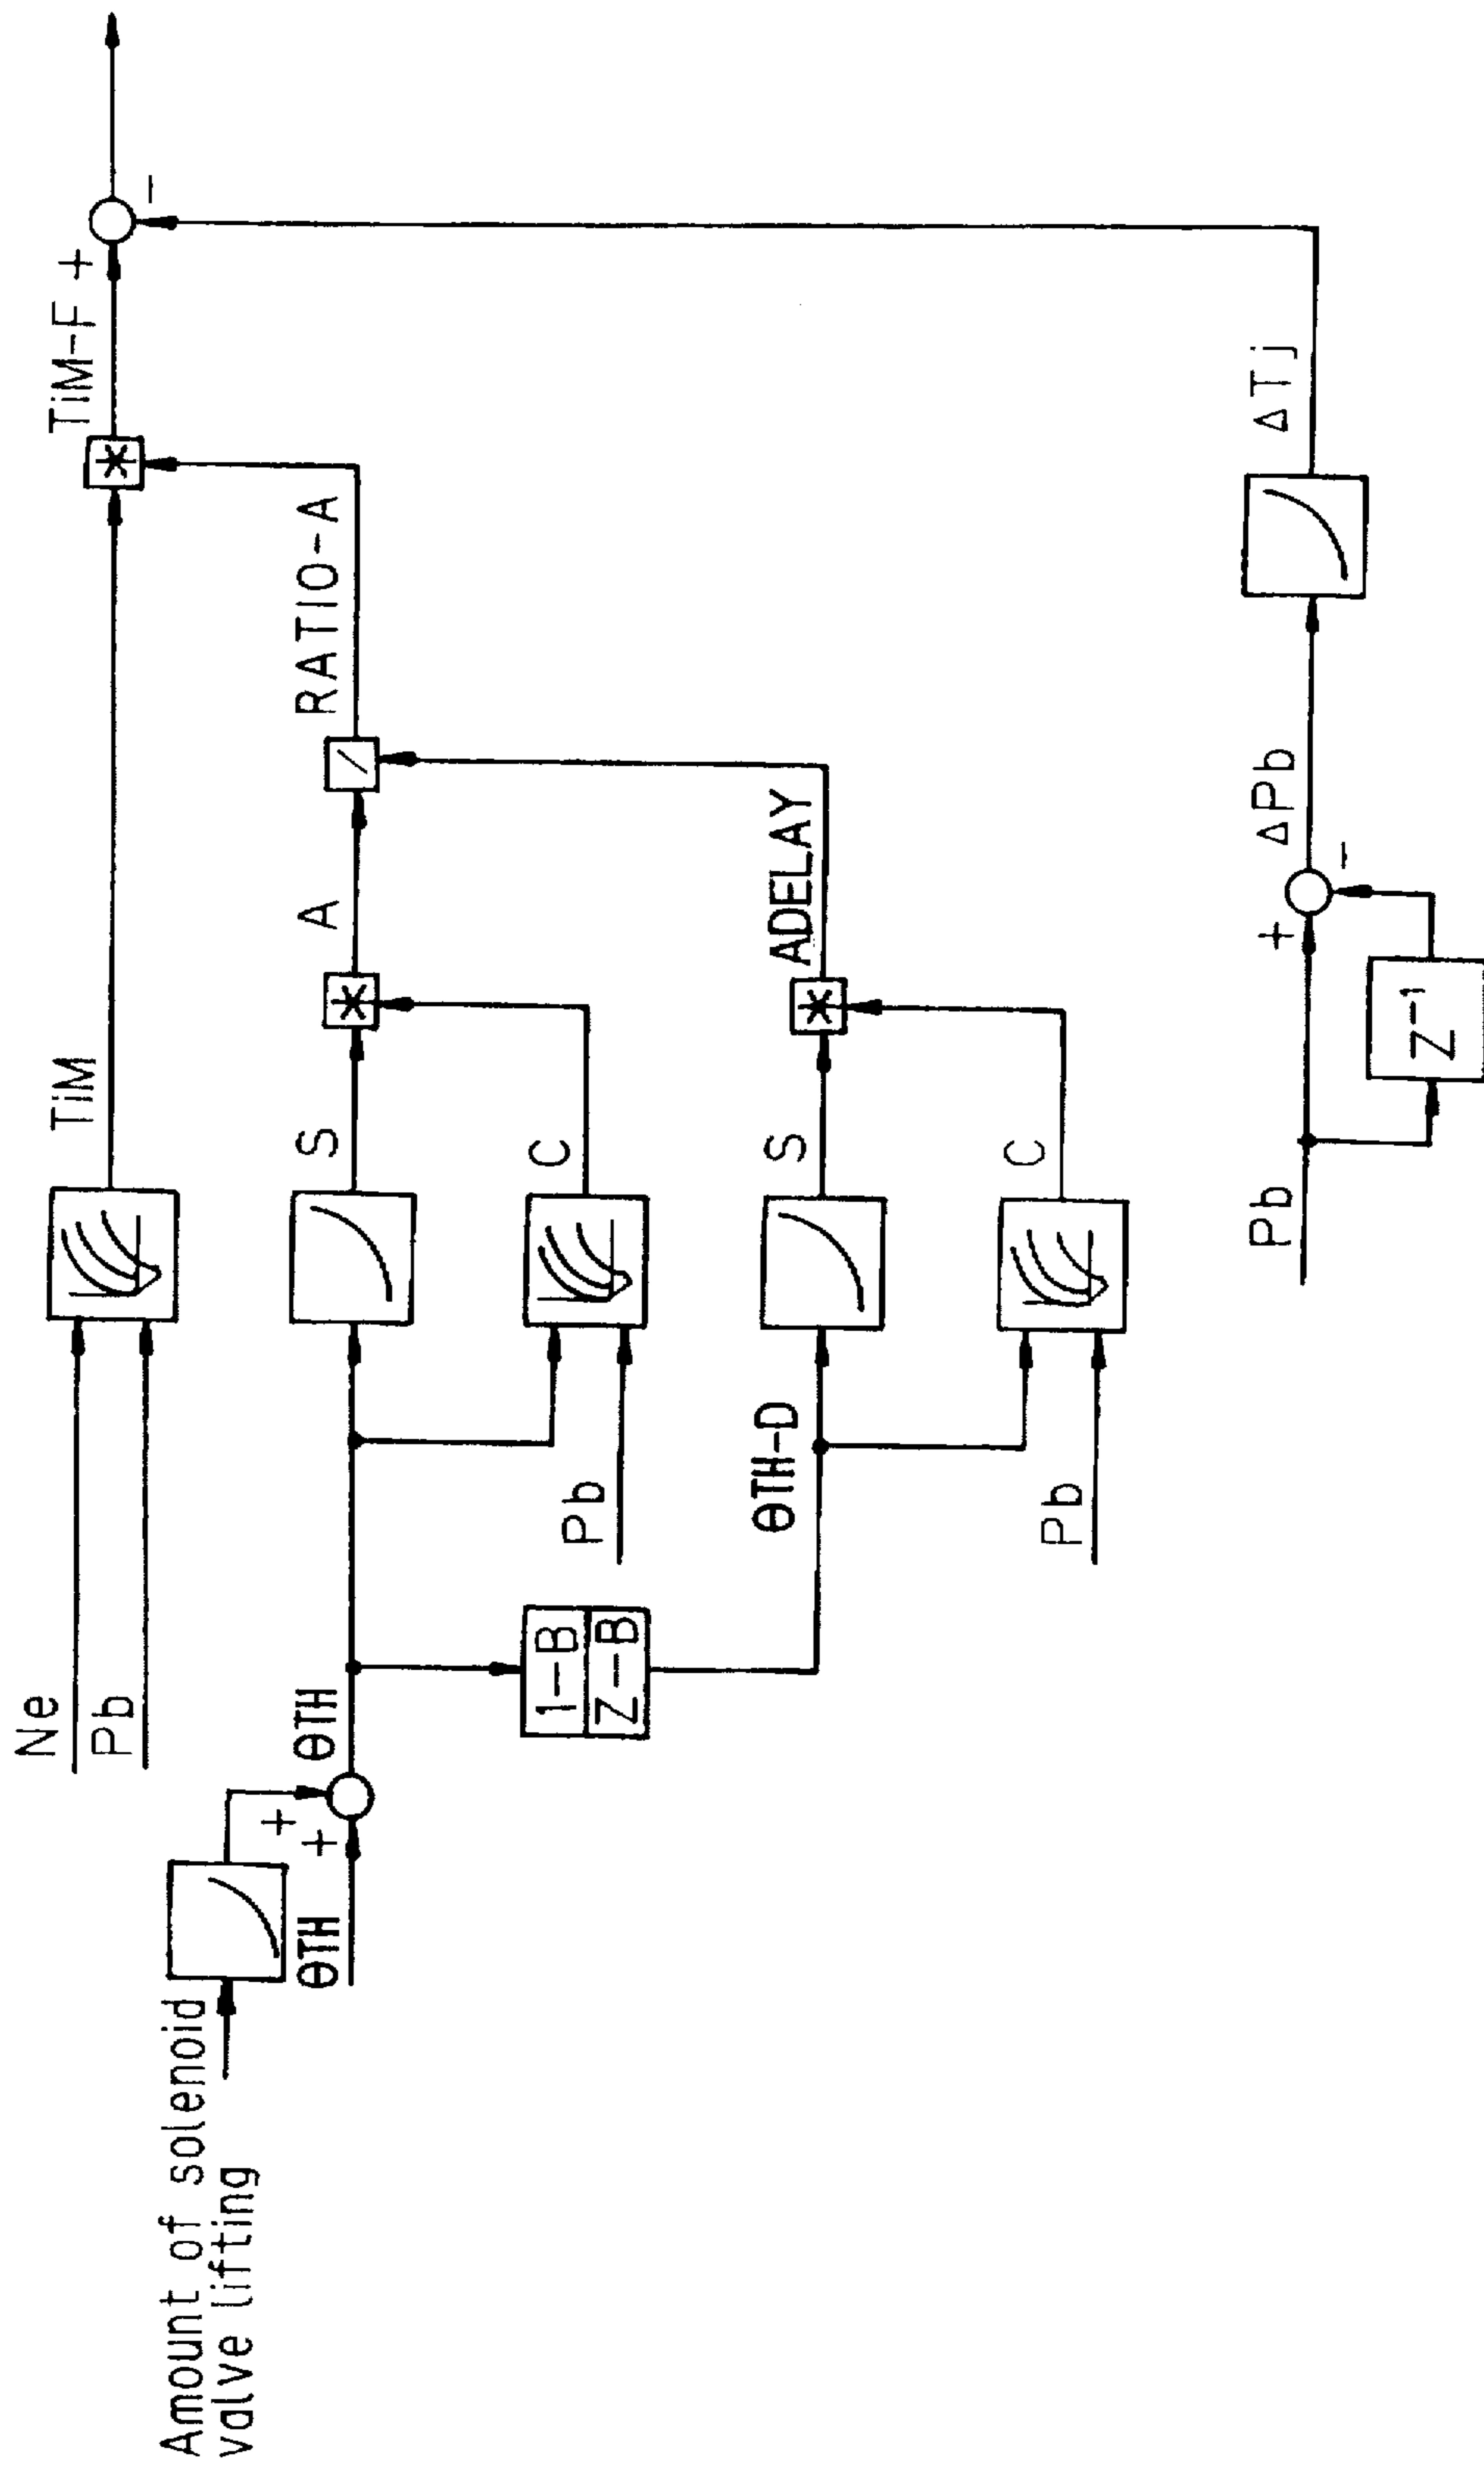 Ne
Pb
TiM
TiM-F
+
-
Amount of solenoid
valve lifting
+
θTH
+
θTH
S
*
A
/
RATIO-A
*
Pb
C
1-B
Z-B
θTH-D
S
*
ADELAY
Pb
C
Pb
+
-
Z-1
ΔPb
ΔTj